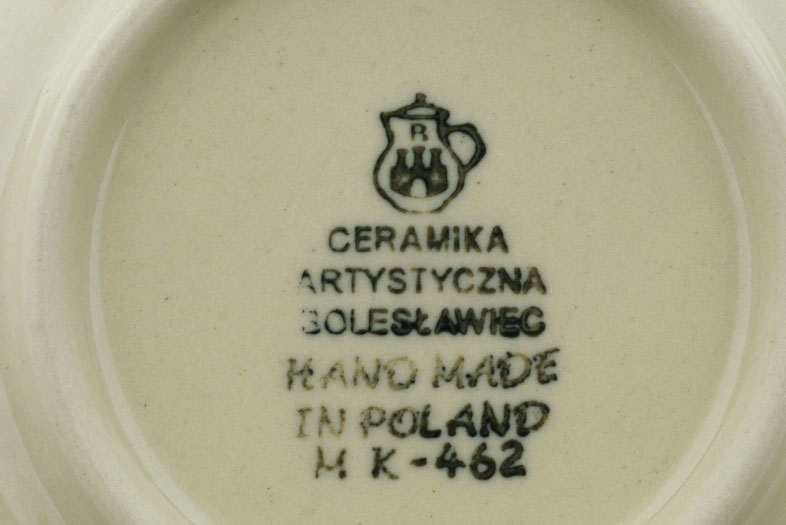 B
CERAMIKA
ARTYSTYCZNA
BOLESŁAWIEC
HAND MADE
IN POLAND
M K-462